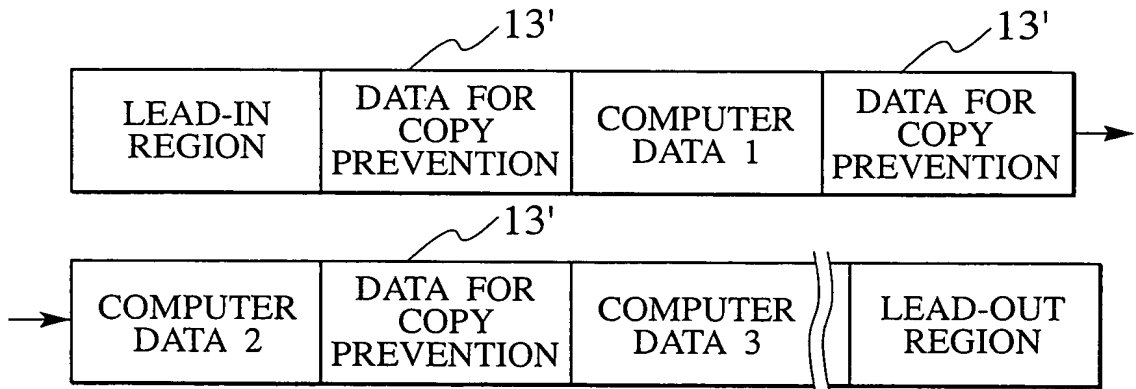 13'
13'
LEAD-IN
REGION
DATA FOR
COPY
PREVENTION
COMPUTER
DATA 1
DATA FOR
COPY
PREVENTION
13'
COMPUTER
DATA 2
DATA FOR
COPY
PREVENTION
COMPUTER
DATA 3
LEAD-OUT
REGION